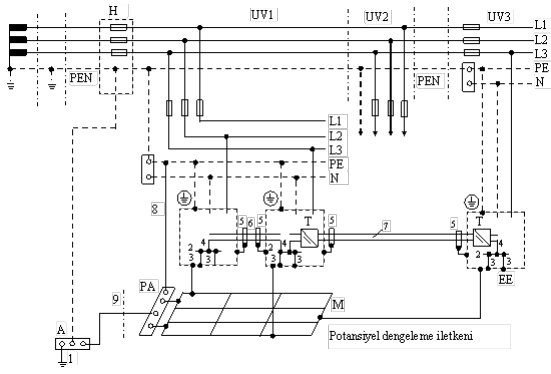 H
UV1
UV2
UV3
L1
L2
L3
PE
N
PEN
PEN
L1
L2
L3
PE
N
8
T
T
5 6 5
5
7
5
2 4
3 3
2 4
3 3
4
2 3 3
EE
9
PA
M
A
1
Potansiyel dengeleme iletkeni